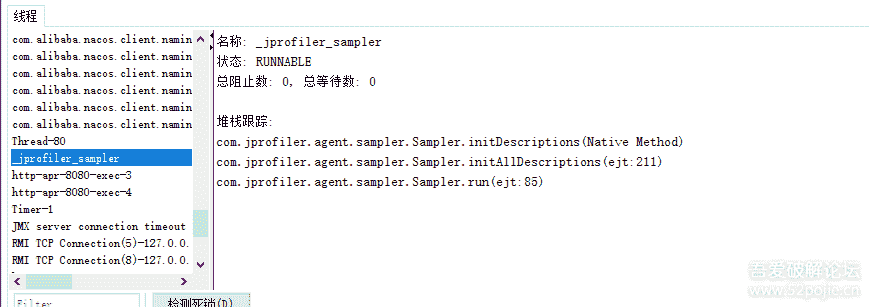 线程
com.alibaba.nacos.client.namin
com.alibaba.nacos.client.namin
com.alibaba.nacos.client.namin
com.alibaba.nacos.client.namin
com.alibaba.nacos.client.namin
com.alibaba.nacos.client.namin
Thread-80
_jprofiler_sampler
http-apr-8080-exec-3
http-apr-8080-exec-4
Timer-1
JMX server connection timeout
RMI TCP Connection(5)-127.0.0.
RMI TCP Connection(8)-127.0.0.
Filter
检测死锁(D)
名称: _jprofiler_sampler
状态: RUNNABLE
总阻止数: 0, 总等待数: 0
堆栈跟踪:
com.jprofiler.agent.sampler.Sampler.initDescriptions(Native Method)
com.jprofiler.agent.sampler.Sampler.initAllDescriptions(ejt:211)
com.jprofiler.agent.sampler.Sampler.run(ejt:85)
吾爱破解论坛
www.52pojie.cn